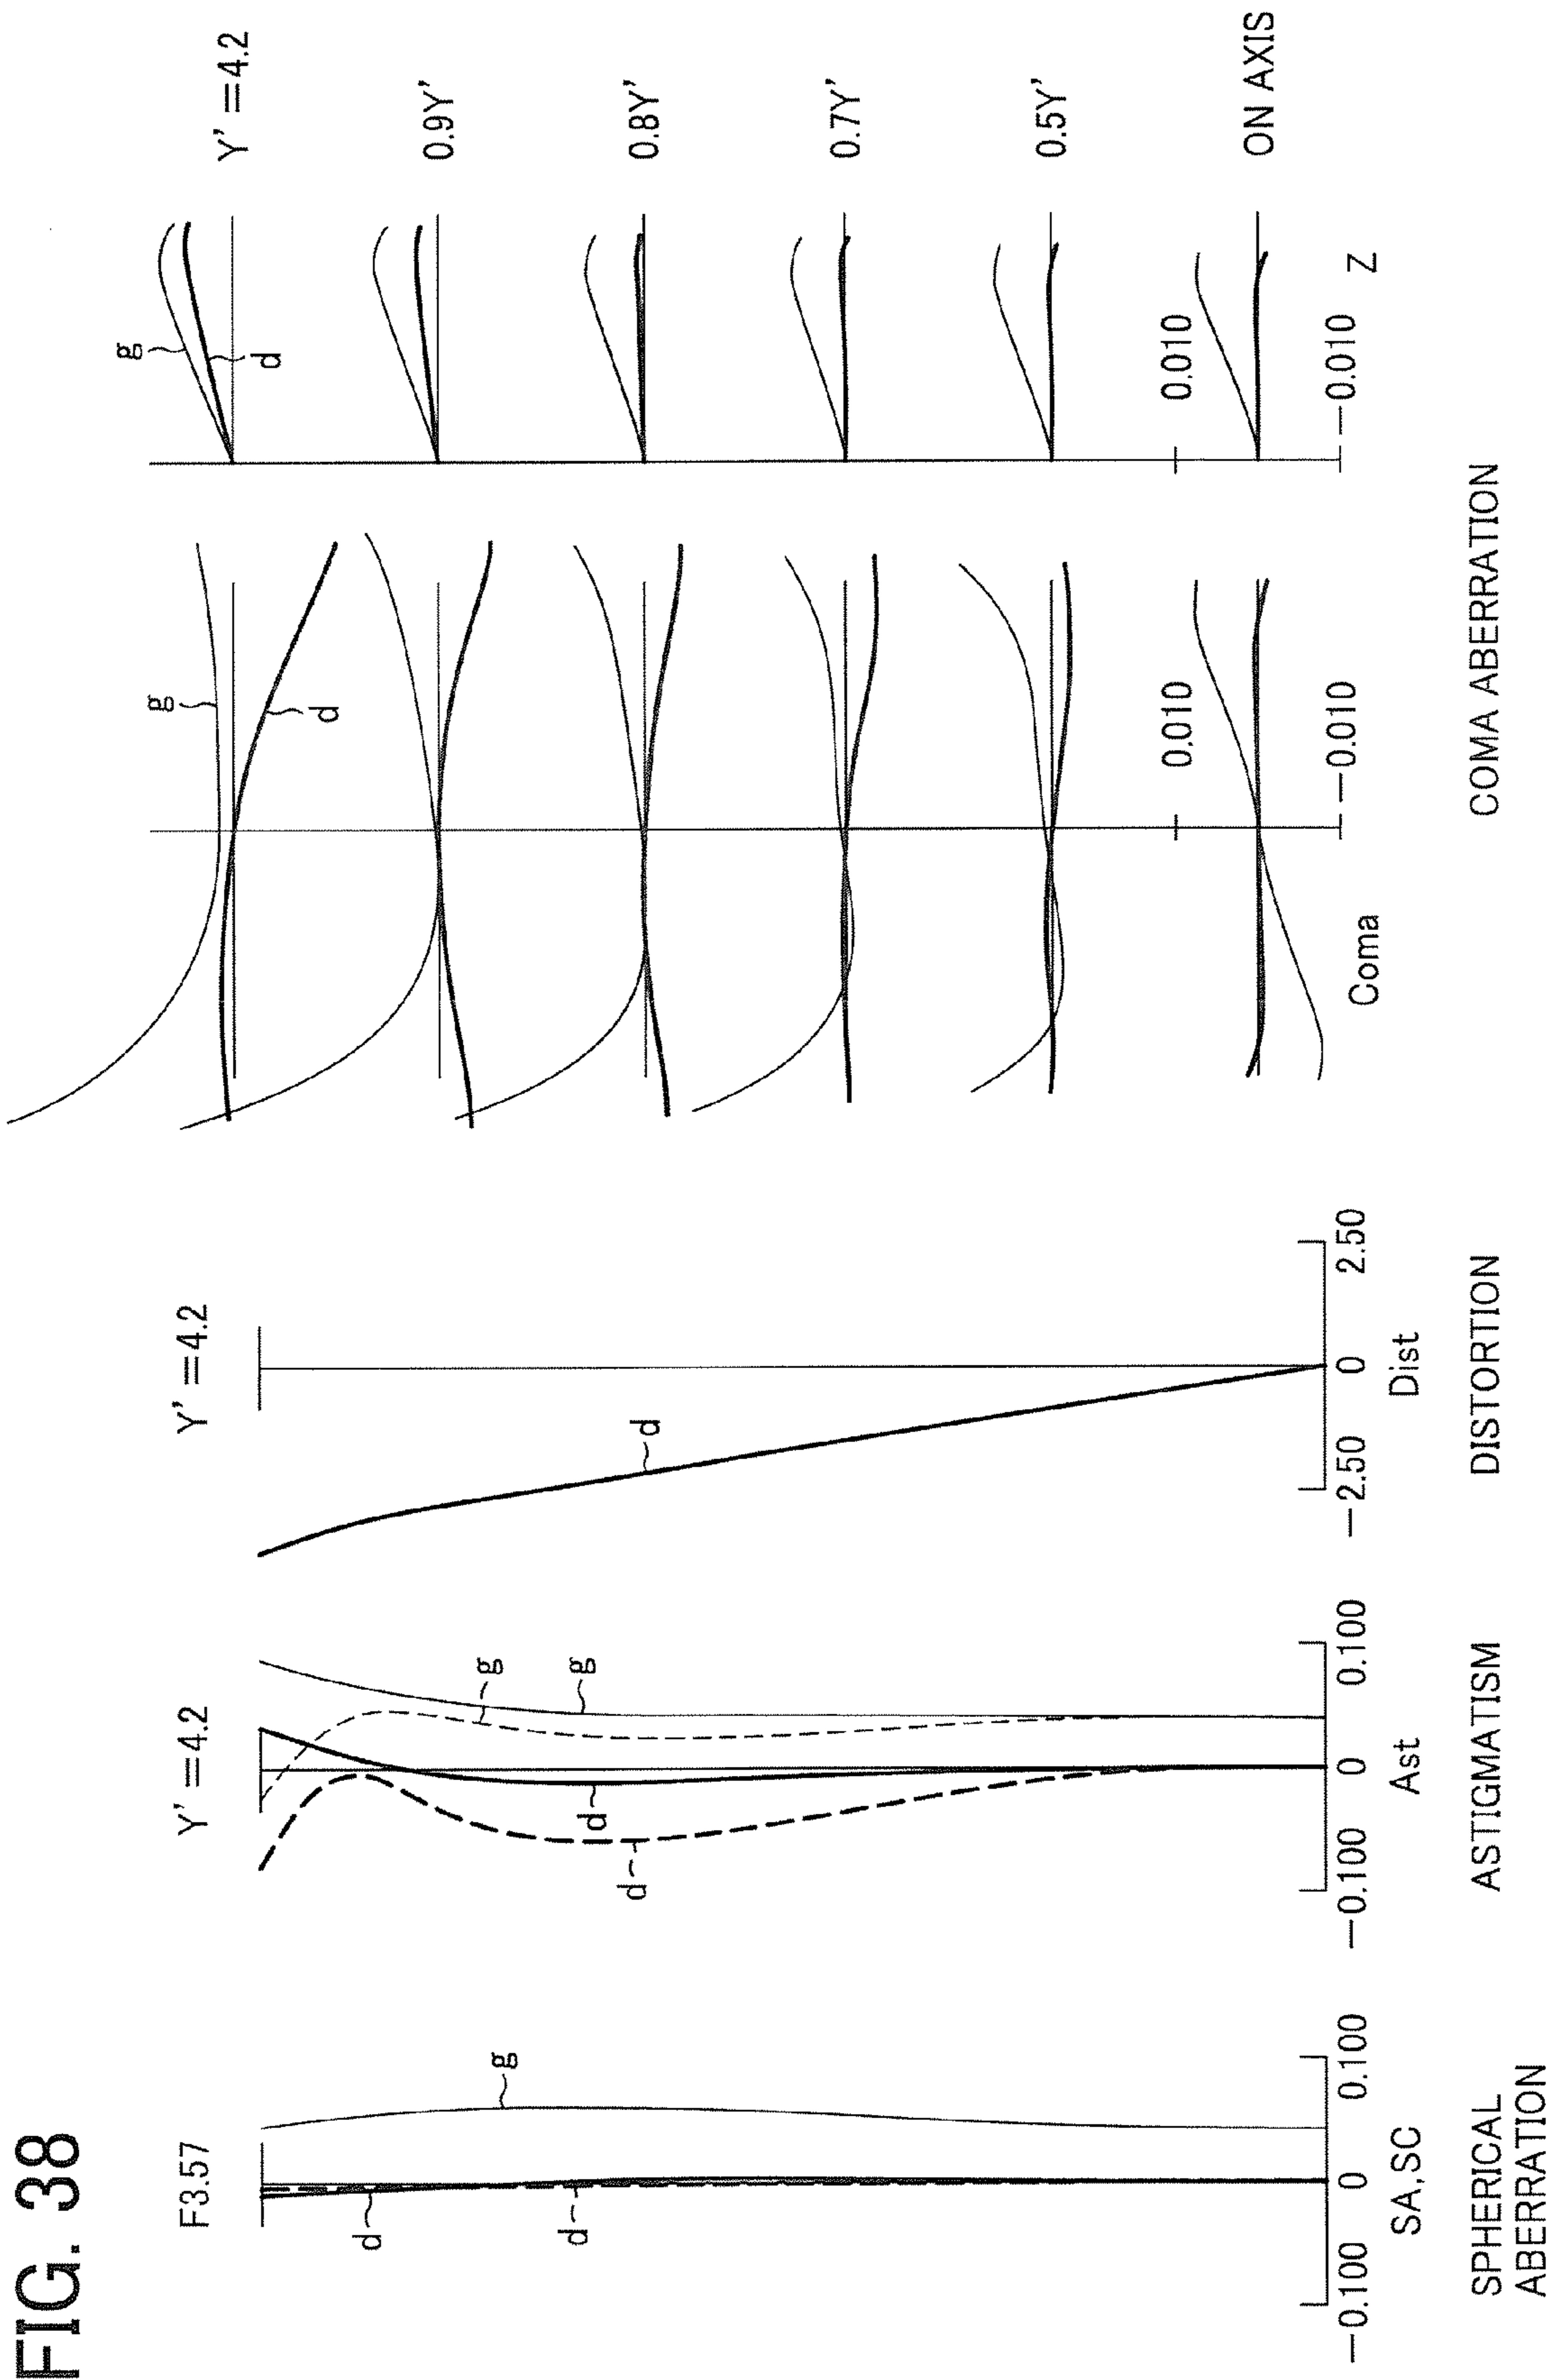 FIG. 38
F3.57
g
d
d
−0.100 0 0.100
SA,SC
SPHERICAL
ABERRATION
Y' =4.2
g
g
d
d
−0.100 0 0.100
Ast
ASTIGMATISM
Y' =4.2
d
−2.50 0 2.50
Dist
DISTORTION
g
d
g
d
Y' =4.2
0.9Y'
0.8Y'
0.7Y'
0.5Y'
0.010
0.010
ON AXIS
−0.010
−0.010
Coma
Z
COMA ABERRATION